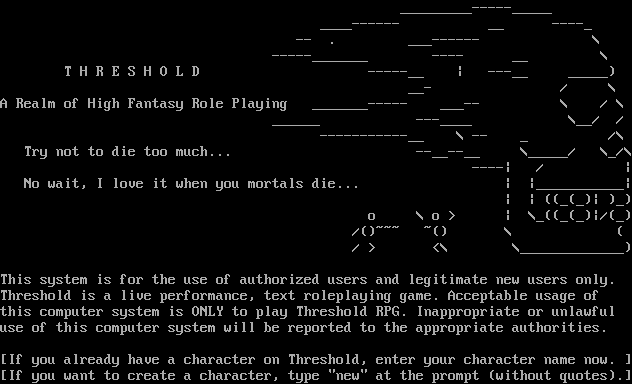 T H R E S H O L D
A Realm of High Fantasy Role Playing
Try not to die too much...
No wait, I love it when you mortals die...
This system is for the use of authorized users and legitimate new users only.
Threshold is a live performance, text roleplaying game. Acceptable usage of
this computer system is ONLY to play Threshold RPG. Inappropriate or unlawful
use of this computer system will be reported to the appropriate authorities.
[If you already have a character on Threshold, enter your character name now. ]
[If you want to create a character, type "new" at the prompt (without quotes).]